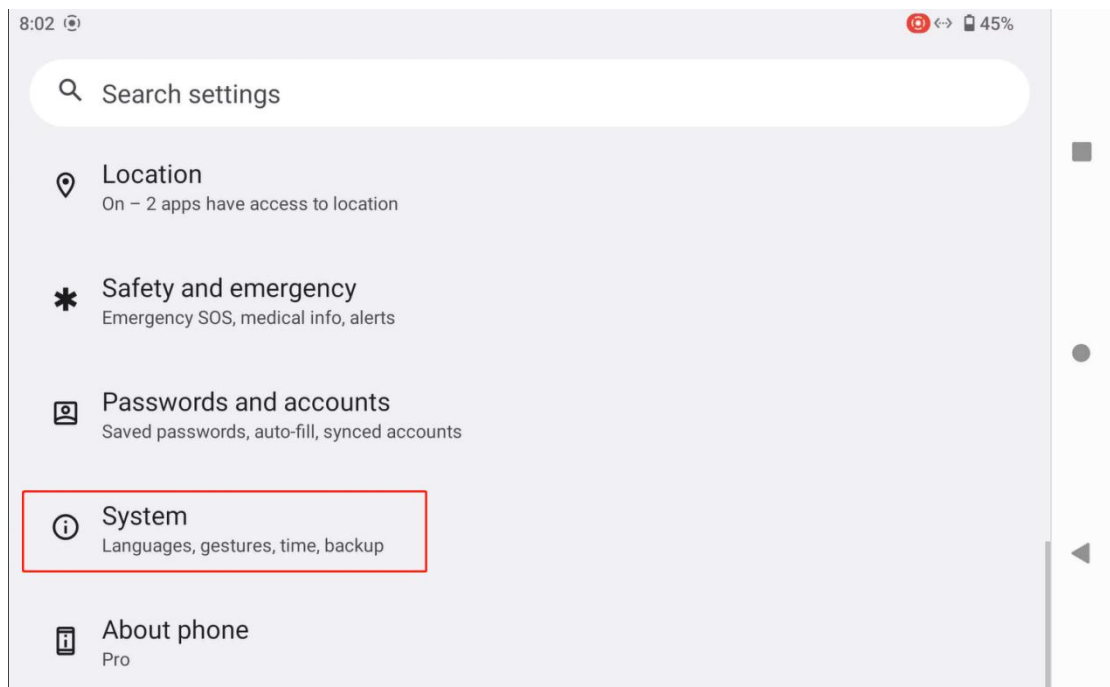 8:02
45%
Search settings
Location
On – 2 apps have access to location
Safety and emergency
Emergency SOS, medical info, alerts
Passwords and accounts
Saved passwords, auto-fill, synced accounts
System
Languages, gestures, time, backup
About phone
Pro